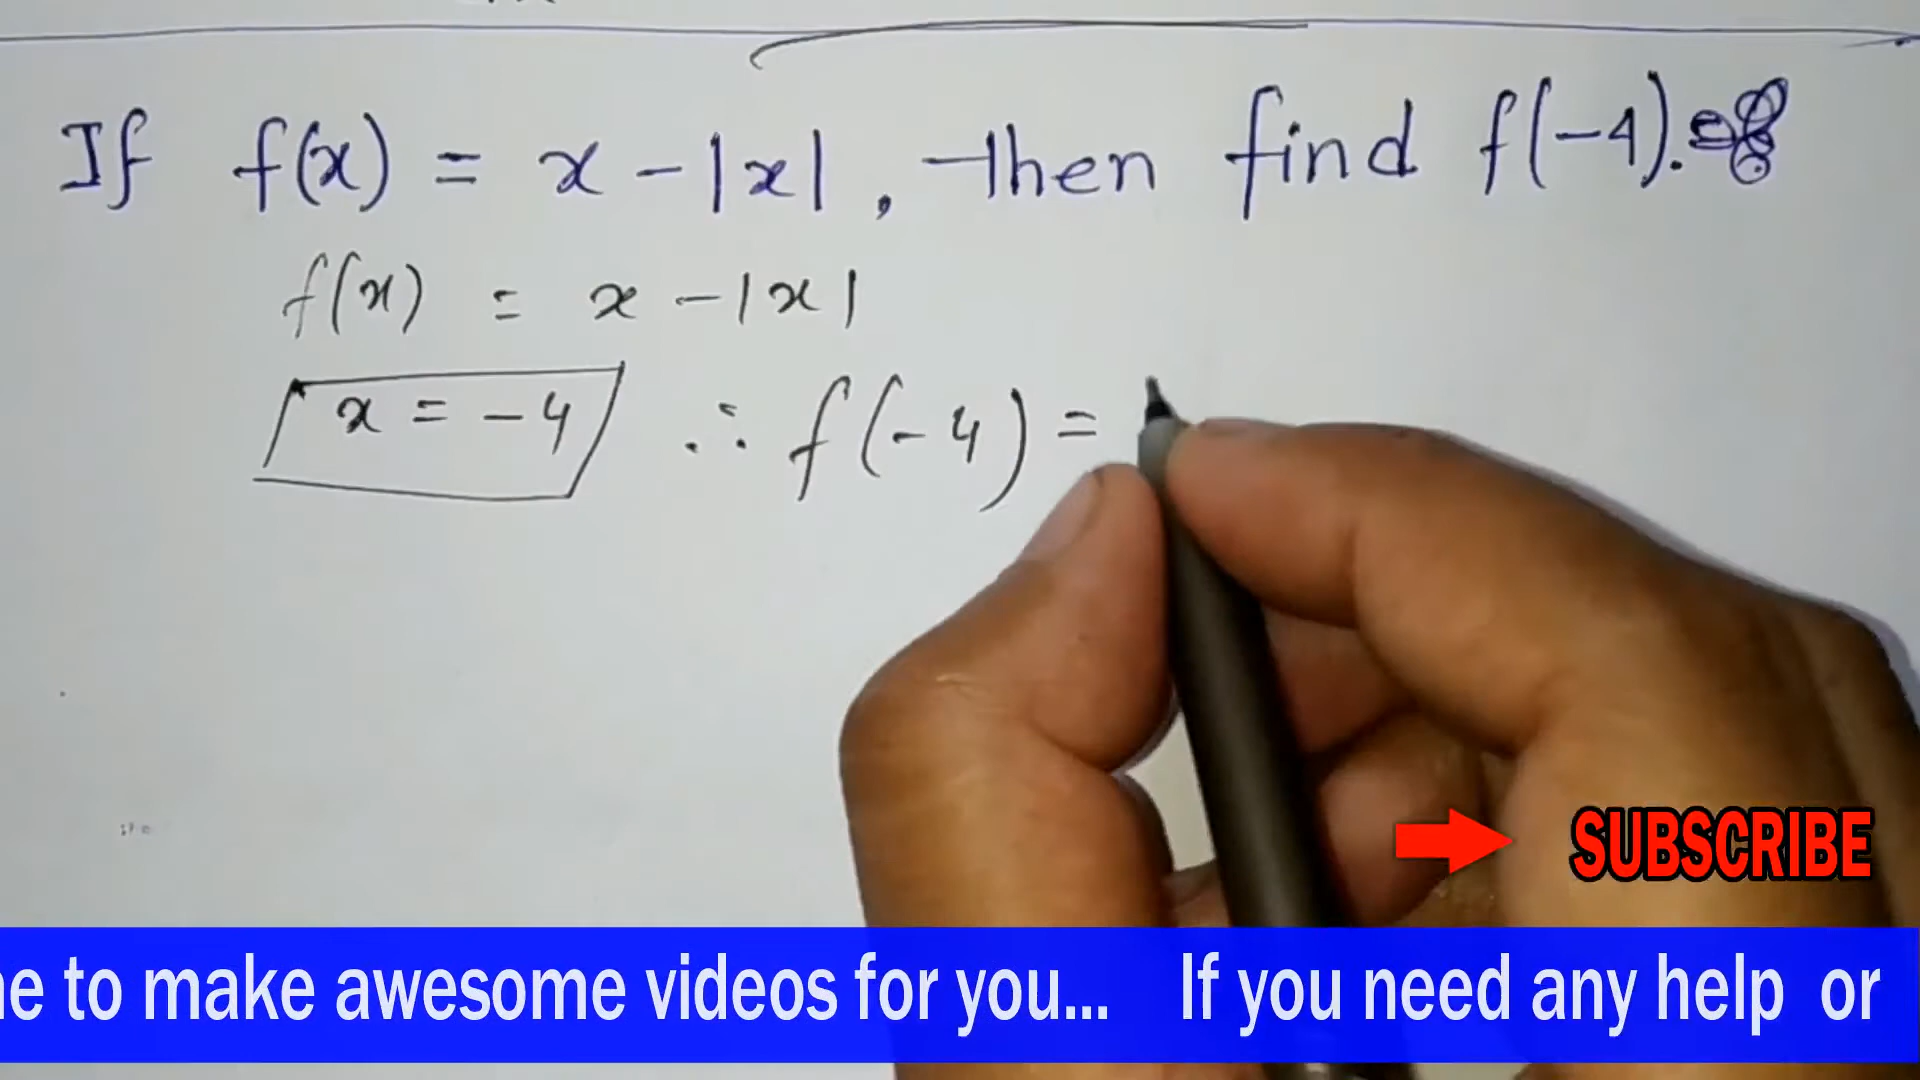 If f(x) = x - |x|, then find f(-4).
f(x) = x - |x|
x = -4 ∴ f(-4) =
SUBSCRIBE
to make awesome videos for you... If you need any help or